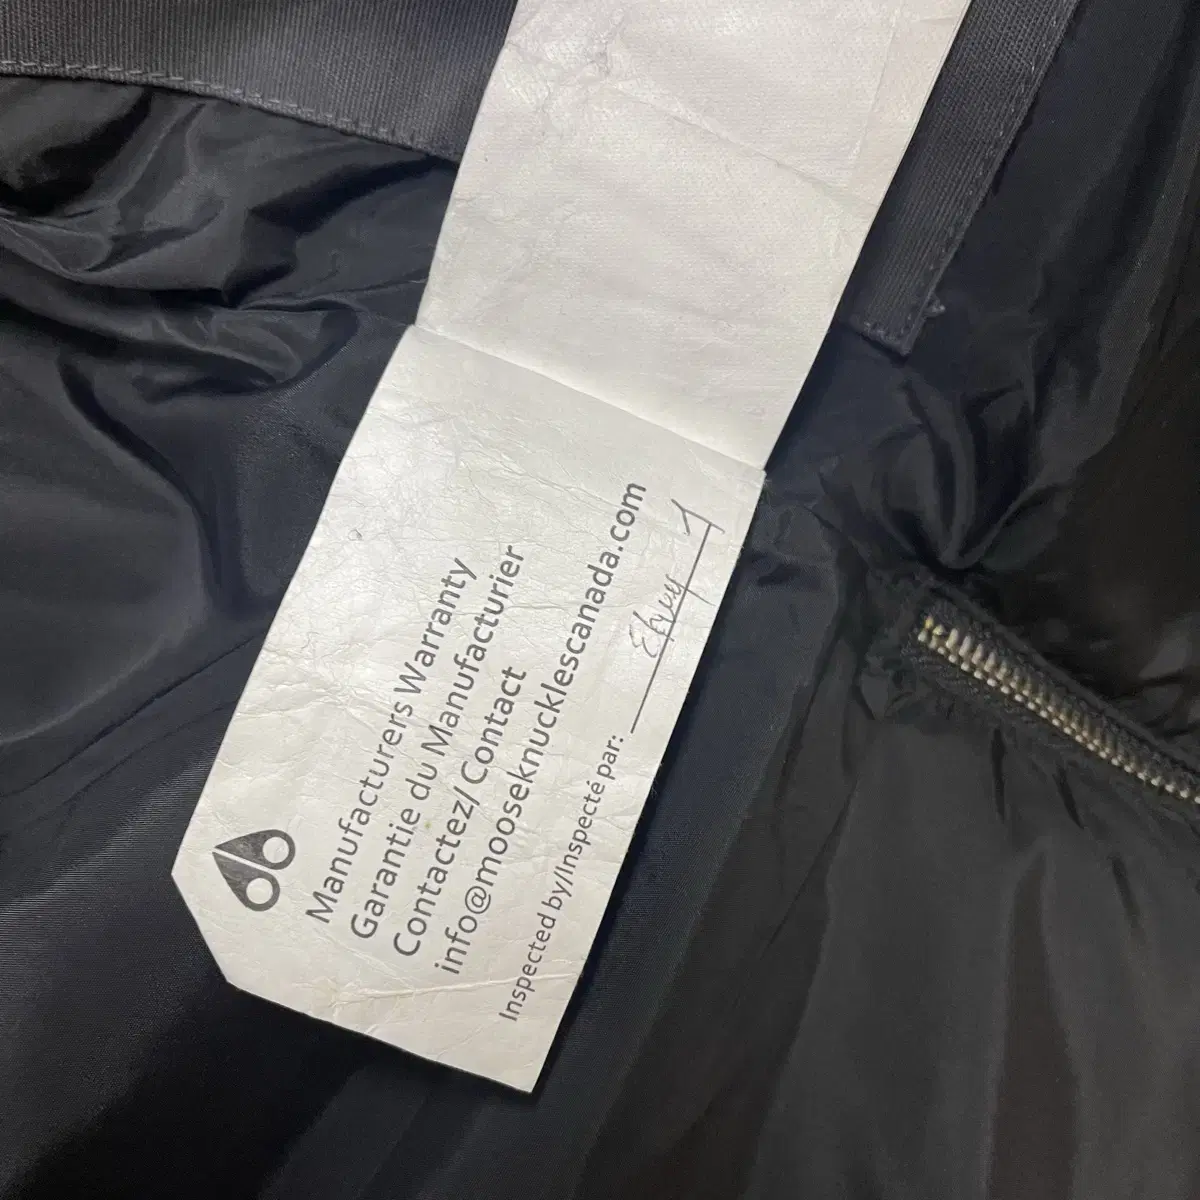 Manufacturers Warranty
Garantie du Manufacturier
Contactez/ Contact
info@mooseknucklescanada.com
Inspected by/Inspecté par: